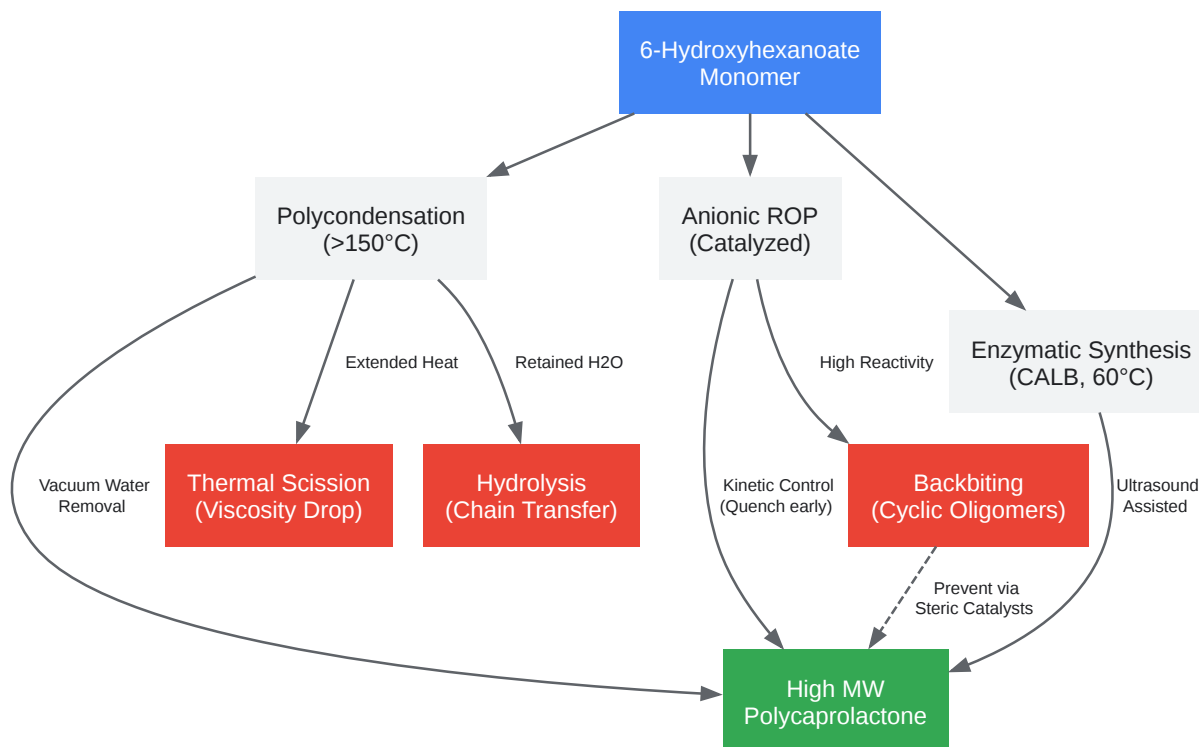 6-Hydroxyhexanoate
Monomer
Polycondensation
(>150°C)
Anionic ROP
(Catalyzed)
Enzymatic Synthesis
(CALB, 60°C)
Extended Heat
Retained H2O
High Reactivity
Thermal Scission
(Viscosity Drop)
Hydrolysis
(Chain Transfer)
Backbiting
(Cyclic Oligomers)
Vacuum Water
Removal
Kinetic Control
(Quench early)
Ultrasound
Assisted
Prevent via
Steric Catalysts
High MW
Polycaprolactone